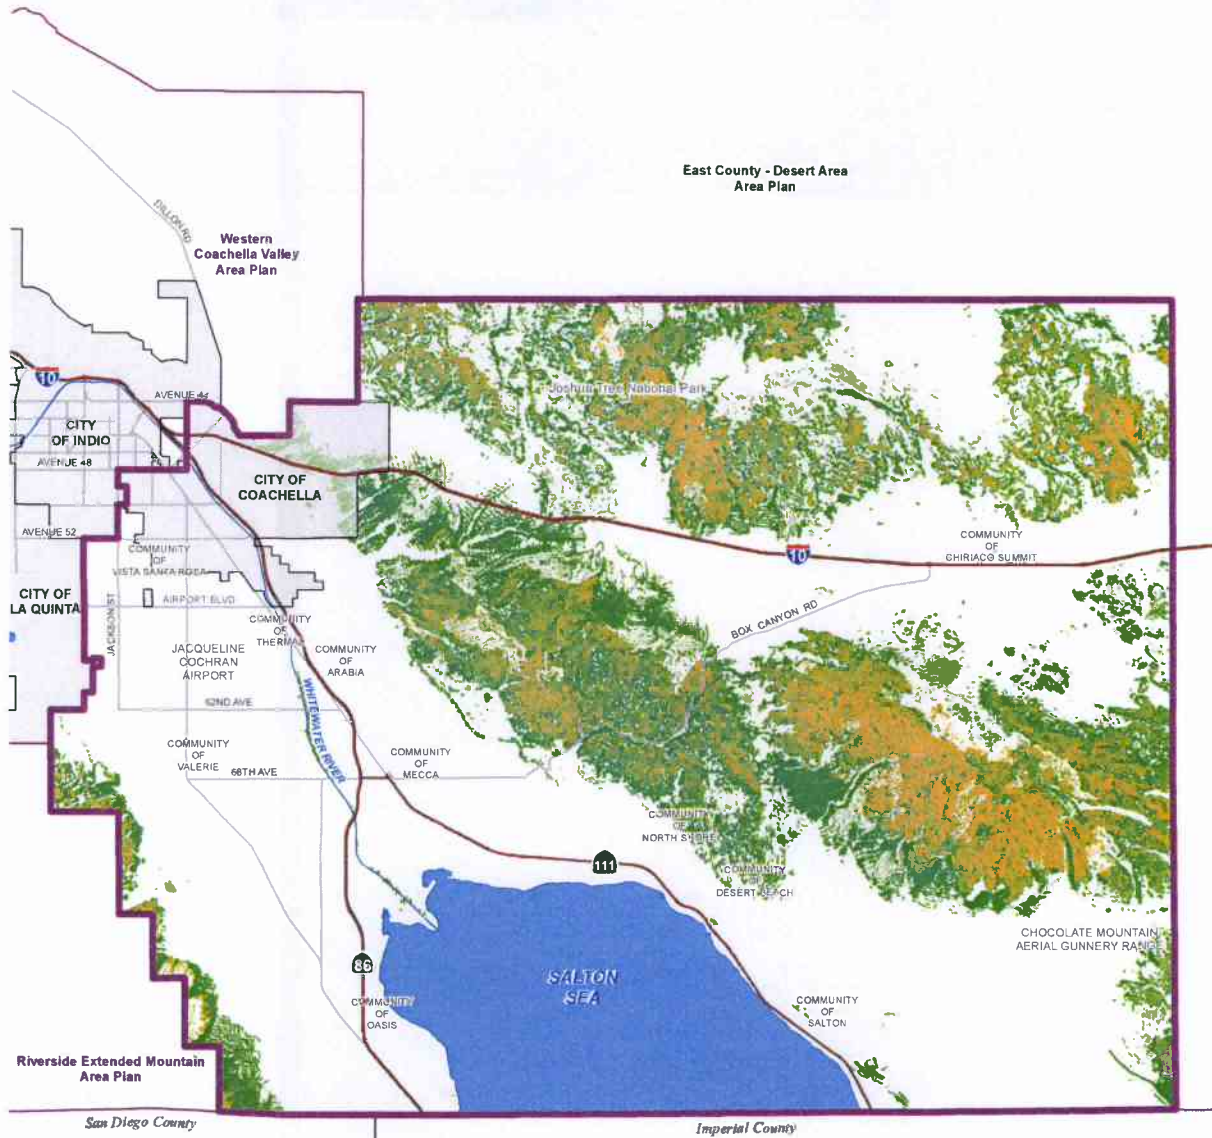 East County - Desert Area
Area Plan
DILLON RD
Western
Coachella Valley
Area Plan
10
Joshua Tree National Park
AVENUE 44
CITY
OF INDIO
AVENUE 48
CITY OF
COACHELLA
AVENUE 52
COMMUNITY
OF
VISTA SANTA ROSA
COMMUNITY
OF
CHIRIACO SUMMIT
10
CITY OF
LA QUINTA
AIRPORT BLVD
JACKSON ST
COMMUNITY
OF
THERMAL
BOX CANYON RD
JACQUELINE
COCHRAN
AIRPORT
COMMUNITY
OF
ARABIA
62ND AVE
WHITEWATER RIVER
COMMUNITY
OF
VALERIE
66TH AVE
COMMUNITY
OF
MECCA
COMMUNITY
OF
NORTH SHORE
111
COMMUNITY
OF
DESERT BEACH
CHOCOLATE MOUNTAIN
AERIAL GUNNERY RANGE
86
SALTON
SEA
COMMUNITY
OF
OASIS
COMMUNITY
OF
SALTON
Riverside Extended Mountain
Area Plan
San Diego County
Imperial County